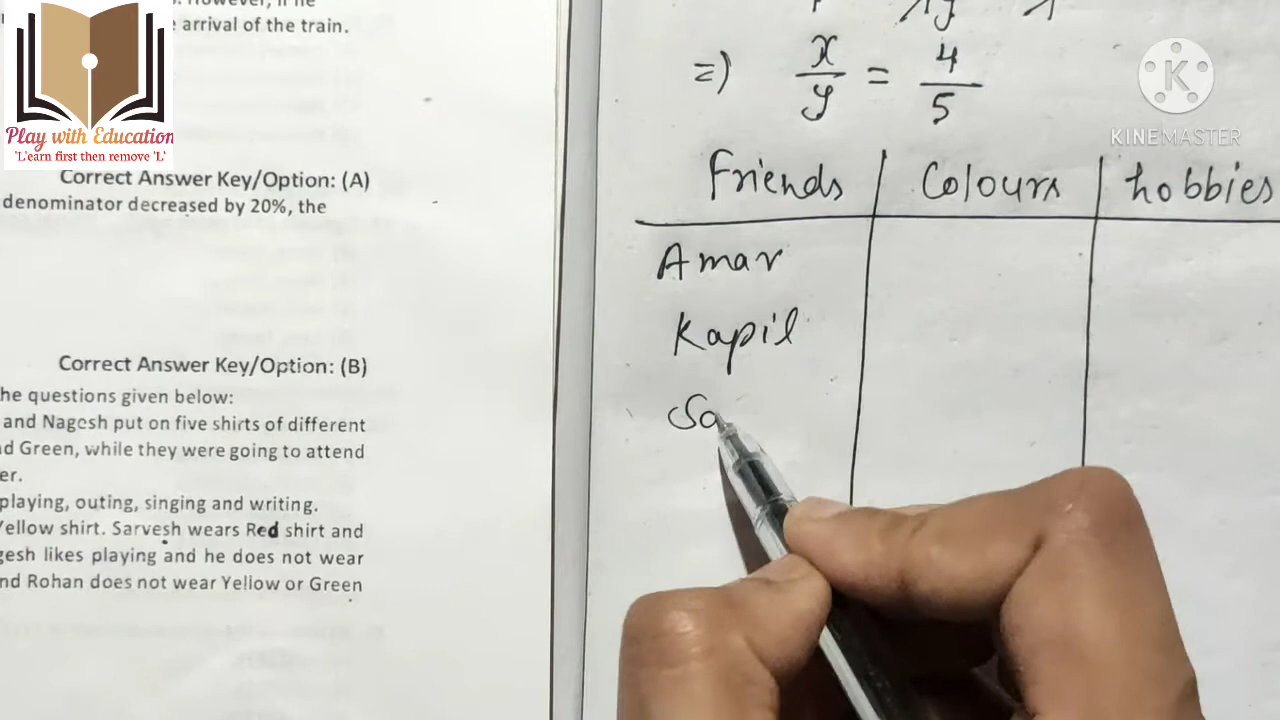 arrival of the train.
Play with Education
'L'earn first then remove 'L'
Correct Answer Key/Option: (A)
denominator decreased by 20%, the
Correct Answer Key/Option: (B)
the questions given below:
and Nagesh put on five shirts of different
and Green, while they were going to attend
er.
playing, outing, singing and writing.
Yellow shirt. Sarvesh wears Red shirt and
gesh likes playing and he does not wear
nd Rohan does not wear Yellow or Green
=) x/y = 4/5
KINEMASTER
Friends Colours hobbies
Amar
Kapil
Sa